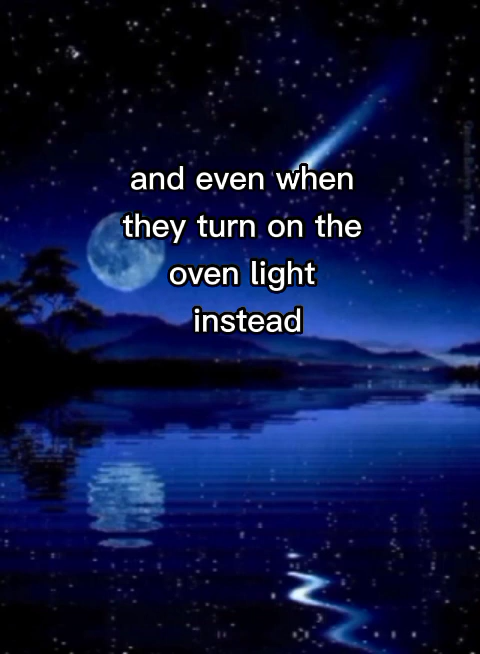 and even when
they turn on the
oven light
instead